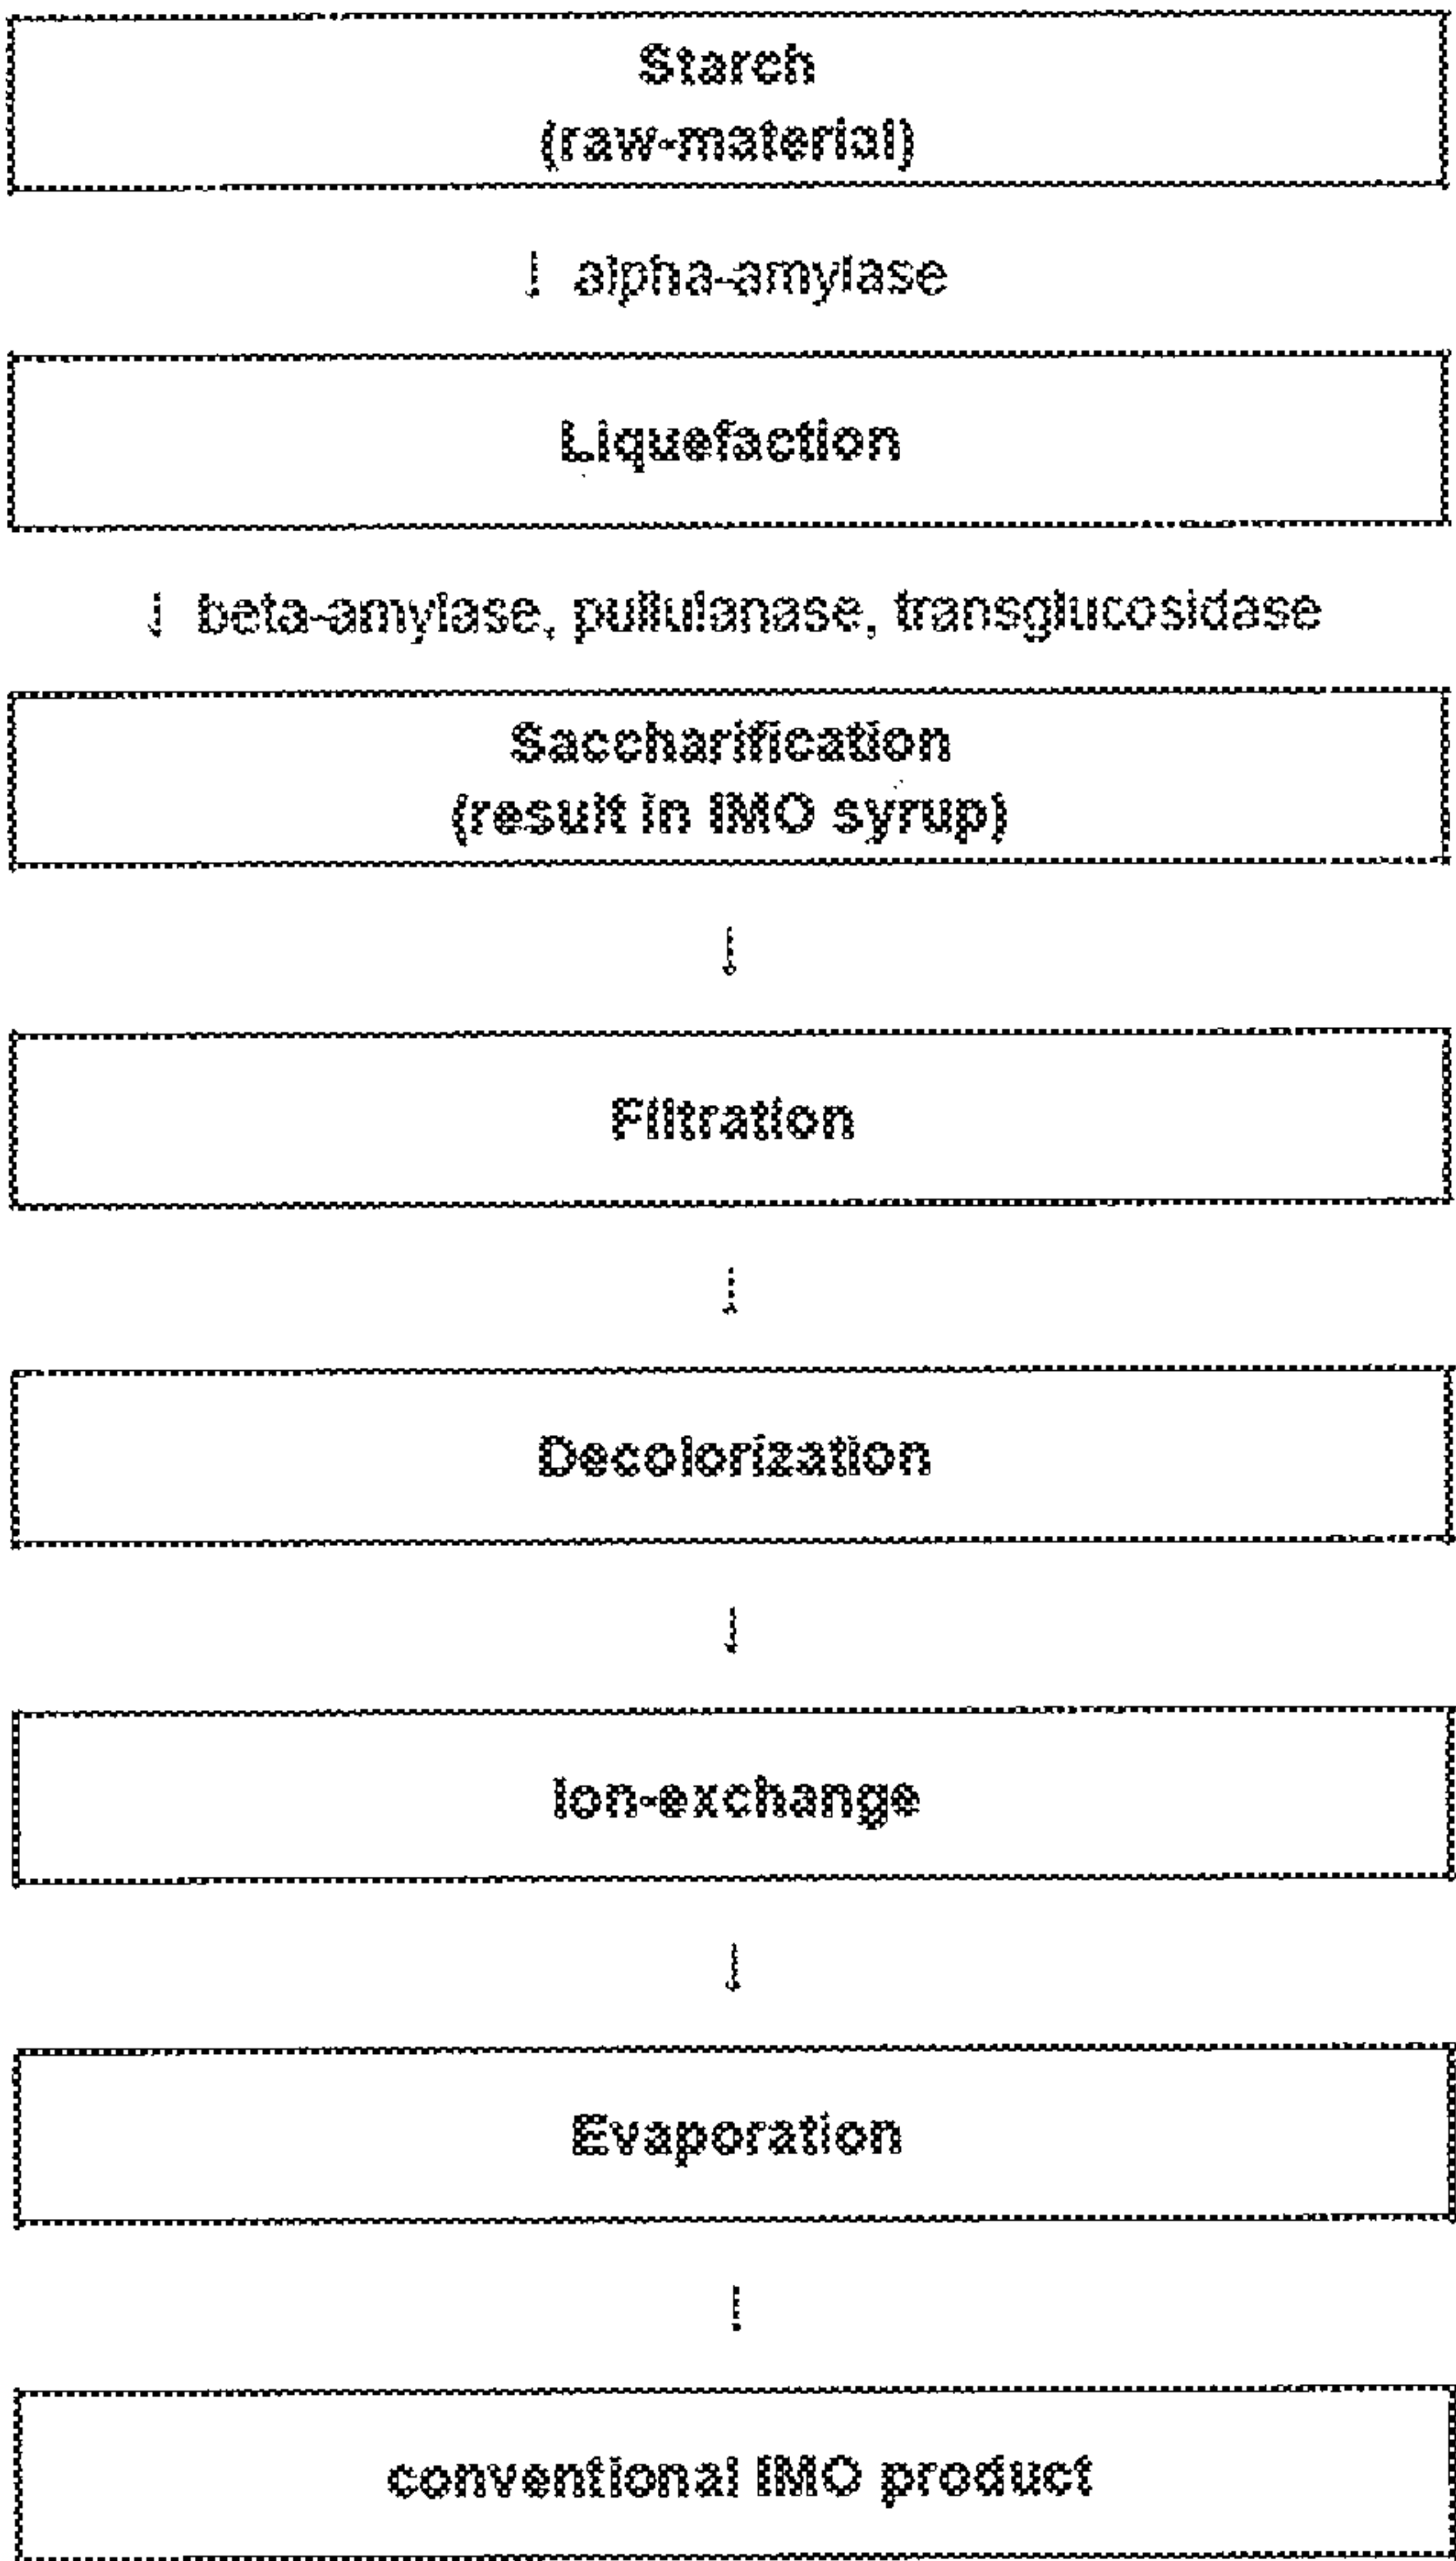 Starch
(raw-material)
↓ alpha-amylase
Liquefaction
↓ beta-amylase, pullulanase, transglucosidase
Saccharification
(result in IMO syrup)
↓
Filtration
↓
Decolorization
↓
Ion-exchange
↓
Evaporation
↓
conventional IMO product